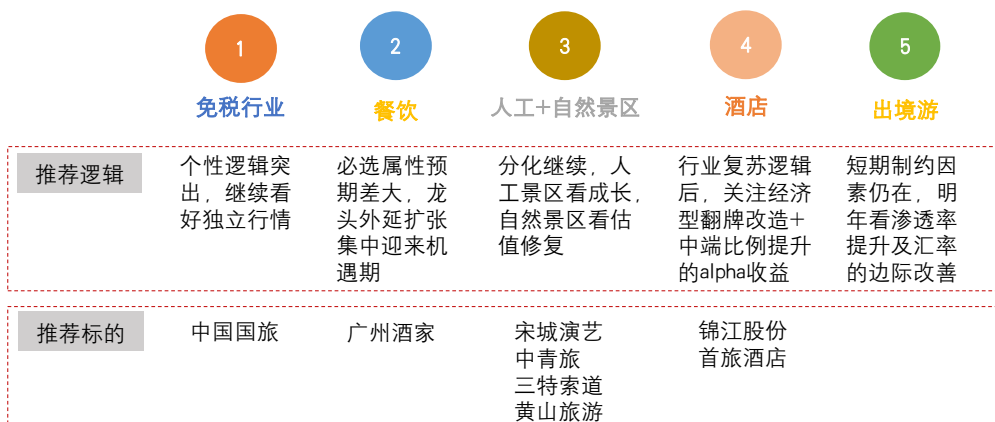 1
2
3
4
5
免税行业
餐饮
人工+自然景区
酒店
出境游
推荐逻辑
个性逻辑突
出，继续看
好独立行情
必选属性预
期差大，龙
头外延扩张
集中迎来机
遇期
分化继续，人
工景区看成长，
自然景区看估
值修复
行业复苏逻辑
后，关注经济
型翻牌改造+
中端比例提升
的alpha收益
短期制约因
素仍在，明
年看渗透率
提升及汇率
的边际改善
推荐标的
中国国旅
广州酒家
宋城演艺
中青旅
三特索道
黄山旅游
锦江股份
首旅酒店